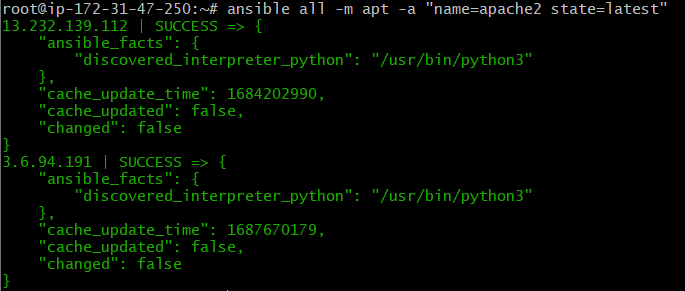 root@ip-172-31-47-250:~# ansible all -m apt -a "name=apache2 state=latest"
13.232.139.112 | SUCCESS => {
    "ansible_facts": {
        "discovered_interpreter_python": "/usr/bin/python3"
    },
    "cache_update_time": 1684202990,
    "cache_updated": false,
    "changed": false
}
3.6.94.191 | SUCCESS => {
    "ansible_facts": {
        "discovered_interpreter_python": "/usr/bin/python3"
    },
    "cache_update_time": 1687670179,
    "cache_updated": false,
    "changed": false
}